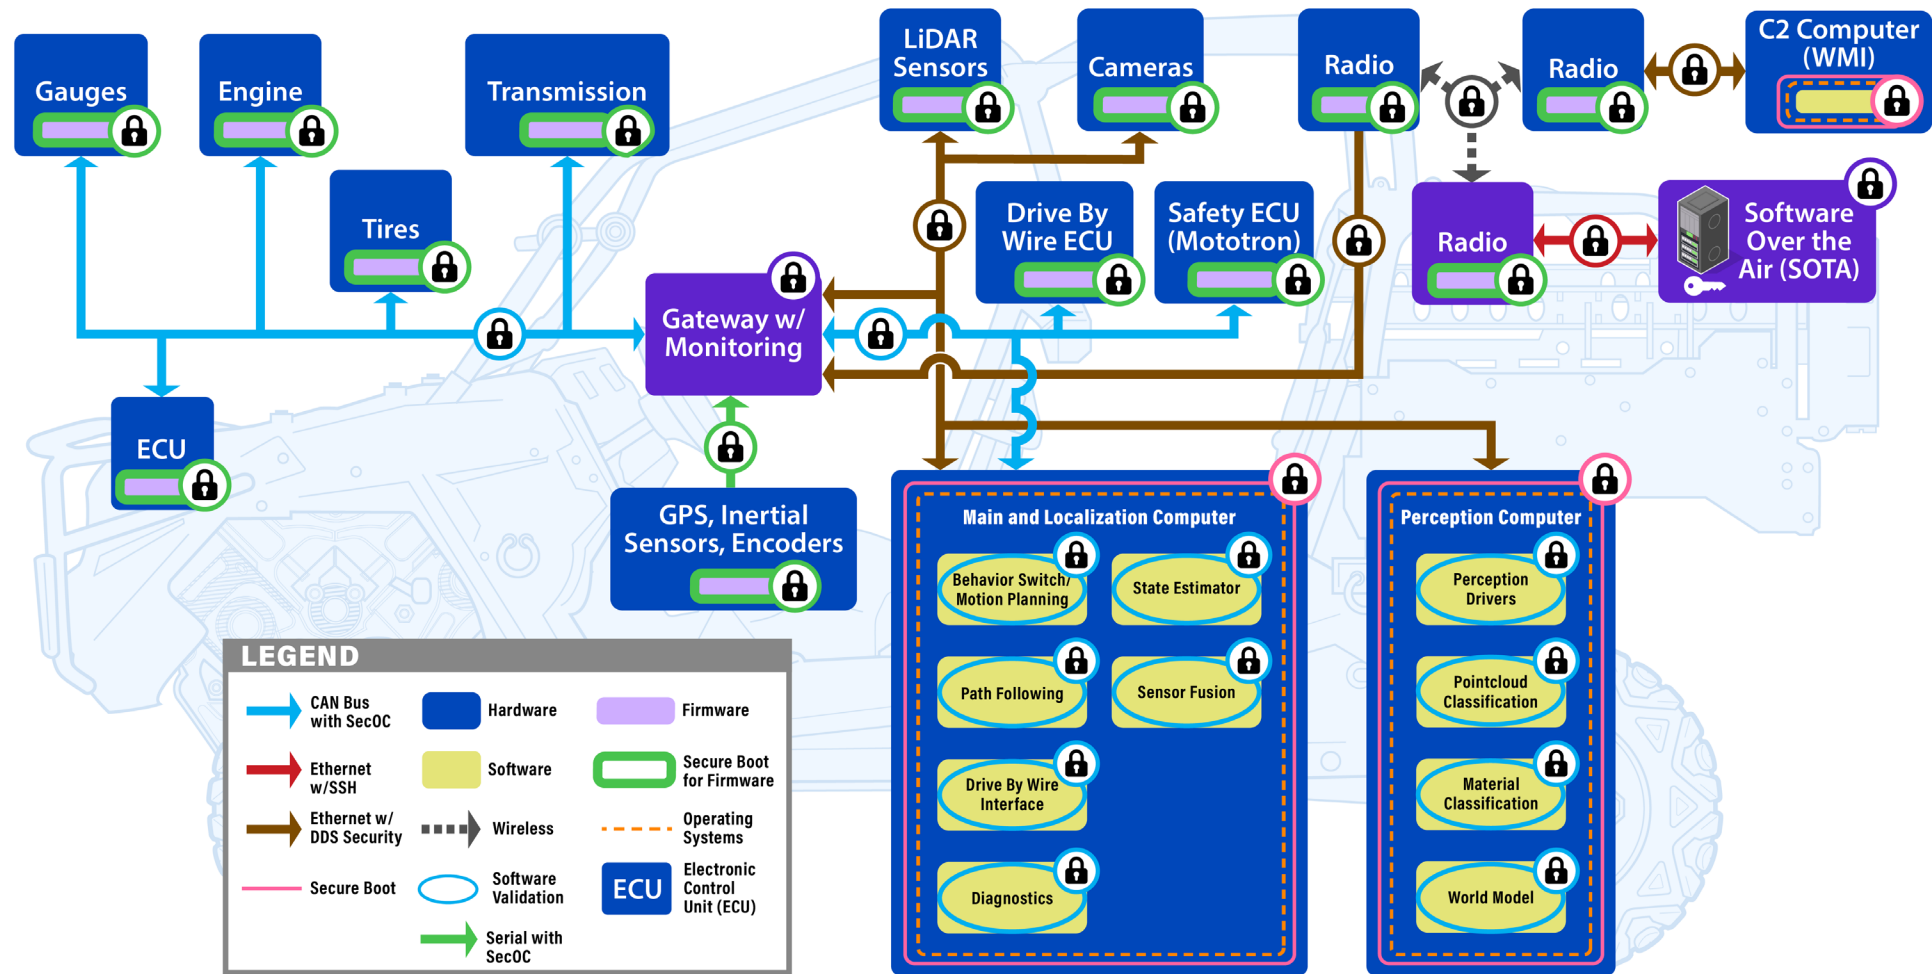 Gauges
Engine
Transmission
LiDAR
Sensors
Cameras
Radio
Radio
C2 Computer
(WMI)
Tires
Drive By
Wire ECU
Safety ECU
(Mototron)
Radio
Software
Over the
Air (SOTA)
Gateway w/
Monitoring
ECU
GPS, Inertial
Sensors, Encoders
Main and Localization Computer
Behavior Switch/
Motion Planning
State Estimator
Path Following
Sensor Fusion
Drive By Wire
Interface
Diagnostics
Perception Computer
Perception
Drivers
Pointcloud
Classification
Material
Classification
World Model
LEGEND
CAN Bus
with SecOC
Hardware
Firmware
Ethernet
w/SSH
Software
Secure Boot
for Firmware
Ethernet w/
DDS Security
Wireless
Operating
Systems
Secure Boot
Software
Validation
ECU
Electronic
Control
Unit (ECU)
Serial with
SecOC